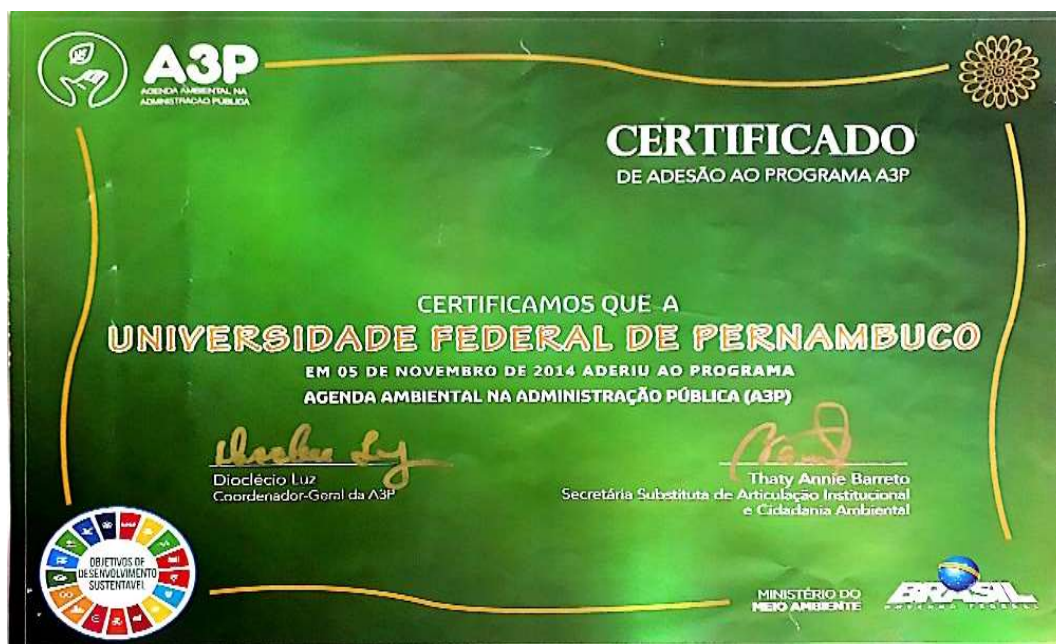 A3P
AGENDA AMBIENTAL NA
ADMINISTRAÇÃO PÚBLICA
CERTIFICADO
DE ADESÃO AO PROGRAMA A3P
CERTIFICAMOS QUE A
UNIVERSIDADE FEDERAL DE PERNAMBUCO
EM 05 DE NOVEMBRO DE 2014 ADERIU AO PROGRAMA
AGENDA AMBIENTAL NA ADMINISTRAÇÃO PÚBLICA (A3P)
Dioclécio Luz
Coordenador-Geral da A3P
Thaty Annie Barreto
Secretária Substituta de Articulação Institucional
e Cidadania Ambiental
OBJETIVOS DE
DESENVOLVIMENTO
SUSTENTÁVEL
MINISTÉRIO DO
MEIO AMBIENTE
BRASIL
GOVERNO FEDERAL